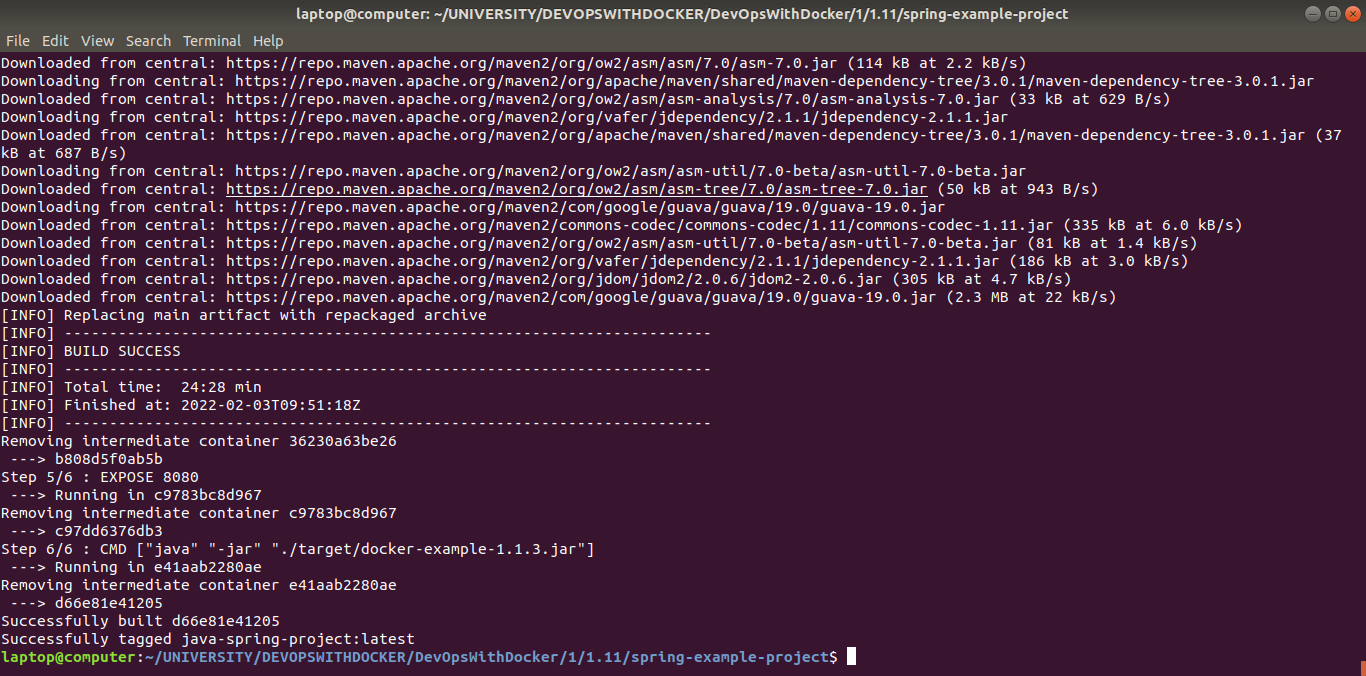 laptop@computer: ~/UNIVERSITY/DEVOPSWITHDOCKER/DevOpsWithDocker/1/1.11/spring-example-project
File Edit View Search Terminal Help
Downloaded from central: https://repo.maven.apache.org/maven2/org/ow2/asm/asm/7.0/asm-7.0.jar (114 kB at 2.2 kB/s)
Downloading from central: https://repo.maven.apache.org/maven2/org/apache/maven/shared/maven-dependency-tree/3.0.1/maven-dependency-tree-3.0.1.jar
Downloaded from central: https://repo.maven.apache.org/maven2/org/ow2/asm/asm-analysis/7.0/asm-analysis-7.0.jar (33 kB at 629 B/s)
Downloading from central: https://repo.maven.apache.org/maven2/org/vafer/jdependency/2.1.1/jdependency-2.1.1.jar
Downloaded from central: https://repo.maven.apache.org/maven2/org/apache/maven/shared/maven-dependency-tree/3.0.1/maven-dependency-tree-3.0.1.jar (37
kB at 687 B/s)
Downloading from central: https://repo.maven.apache.org/maven2/org/ow2/asm/asm-util/7.0-beta/asm-util-7.0-beta.jar
Downloaded from central: https://repo.maven.apache.org/maven2/org/ow2/asm/asm-tree/7.0/asm-tree-7.0.jar (50 kB at 943 B/s)
Downloading from central: https://repo.maven.apache.org/maven2/com/google/guava/guava/19.0/guava-19.0.jar
Downloaded from central: https://repo.maven.apache.org/maven2/commons-codec/commons-codec/1.11/commons-codec-1.11.jar (335 kB at 6.0 kB/s)
Downloaded from central: https://repo.maven.apache.org/maven2/org/ow2/asm/asm-util/7.0-beta/asm-util-7.0-beta.jar (81 kB at 1.4 kB/s)
Downloaded from central: https://repo.maven.apache.org/maven2/org/vafer/jdependency/2.1.1/jdependency-2.1.1.jar (186 kB at 3.0 kB/s)
Downloaded from central: https://repo.maven.apache.org/maven2/org/jdom/jdom2/2.0.6/jdom2-2.0.6.jar (305 kB at 4.7 kB/s)
Downloaded from central: https://repo.maven.apache.org/maven2/com/google/guava/guava/19.0/guava-19.0.jar (2.3 MB at 22 kB/s)
[INFO] Replacing main artifact with repackaged archive
[INFO] ------------------------------------------------------------------------
[INFO] BUILD SUCCESS
[INFO] ------------------------------------------------------------------------
[INFO] Total time:  24:28 min
[INFO] Finished at: 2022-02-03T09:51:18Z
[INFO] ------------------------------------------------------------------------
Removing intermediate container 36230a63be26
 ---> b808d5f0ab5b
Step 5/6 : EXPOSE 8080
 ---> Running in c9783bc8d967
Removing intermediate container c9783bc8d967
 ---> c97dd6376db3
Step 6/6 : CMD ["java" "-jar" "./target/docker-example-1.1.3.jar"]
 ---> Running in e41aab2280ae
Removing intermediate container e41aab2280ae
 ---> d66e81e41205
Successfully built d66e81e41205
Successfully tagged java-spring-project:latest
laptop@computer:~/UNIVERSITY/DEVOPSWITHDOCKER/DevOpsWithDocker/1/1.11/spring-example-project$